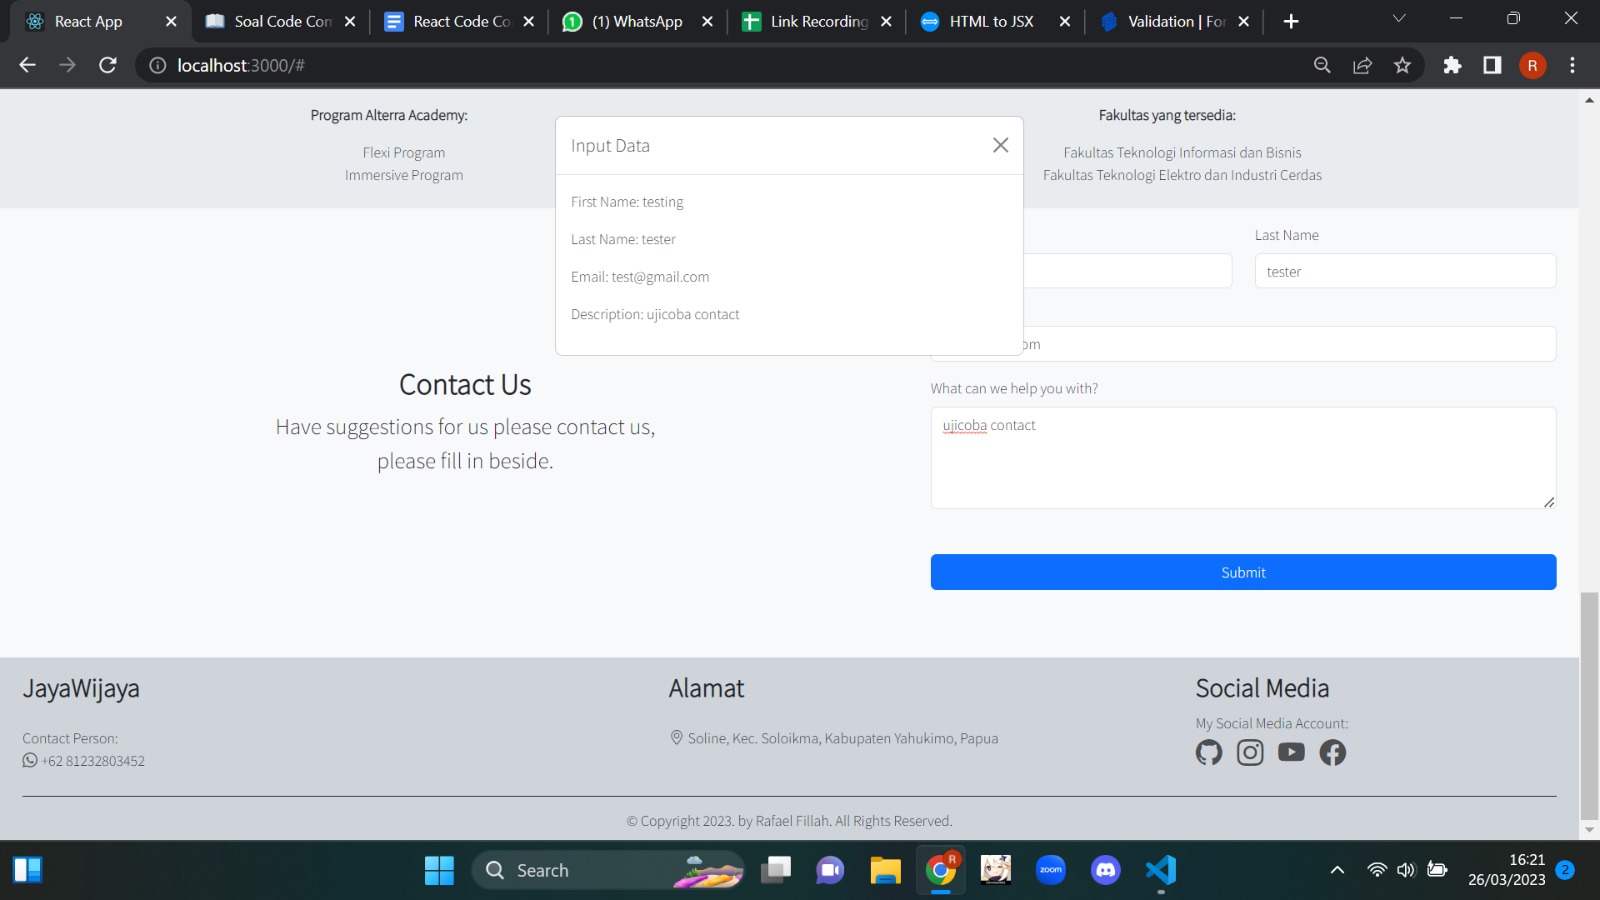 React App
Soal Code Com
React Code Co
(1) WhatsApp
Link Recording
HTML to JSX
Validation | For
localhost:3000/#
R
Program Alterra Academy:
Flexi Program
Immersive Program
Fakultas yang tersedia:
Fakultas Teknologi Informasi dan Bisnis
Fakultas Teknologi Elektro dan Industri Cerdas
Input Data
First Name: testing
Last Name: tester
Email: test@gmail.com
Description: ujicoba contact
Last Name
tester
om
Contact Us
Have suggestions for us please contact us,
please fill in beside.
What can we help you with?
ujicoba contact
Submit
JayaWijaya
Contact Person:
+62 81232803452
Alamat
Soline, Kec. Soloikma, Kabupaten Yahukimo, Papua
Social Media
My Social Media Account:
© Copyright 2023. by Rafael Fillah. All Rights Reserved.
Search
R
zoom
16:21
26/03/2023
2